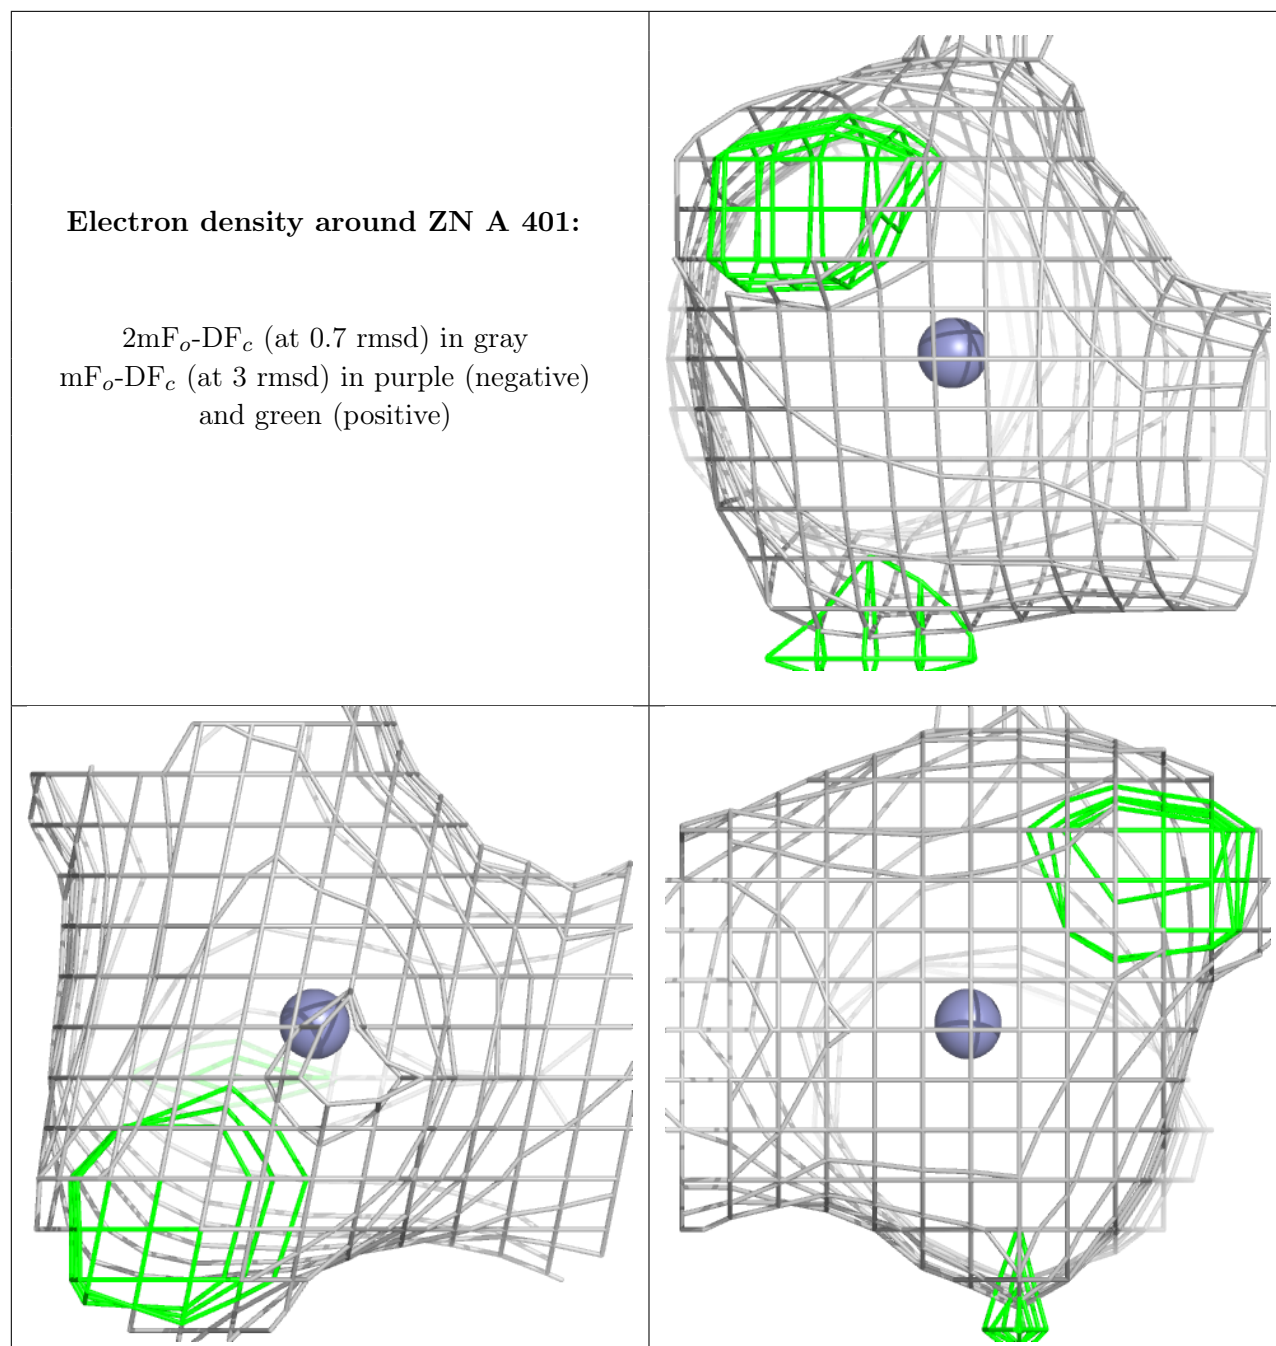 Electron density around ZN A 401:
2mFo-DFc (at 0.7 rmsd) in gray
mFo-DFc (at 3 rmsd) in purple (negative)
and green (positive)